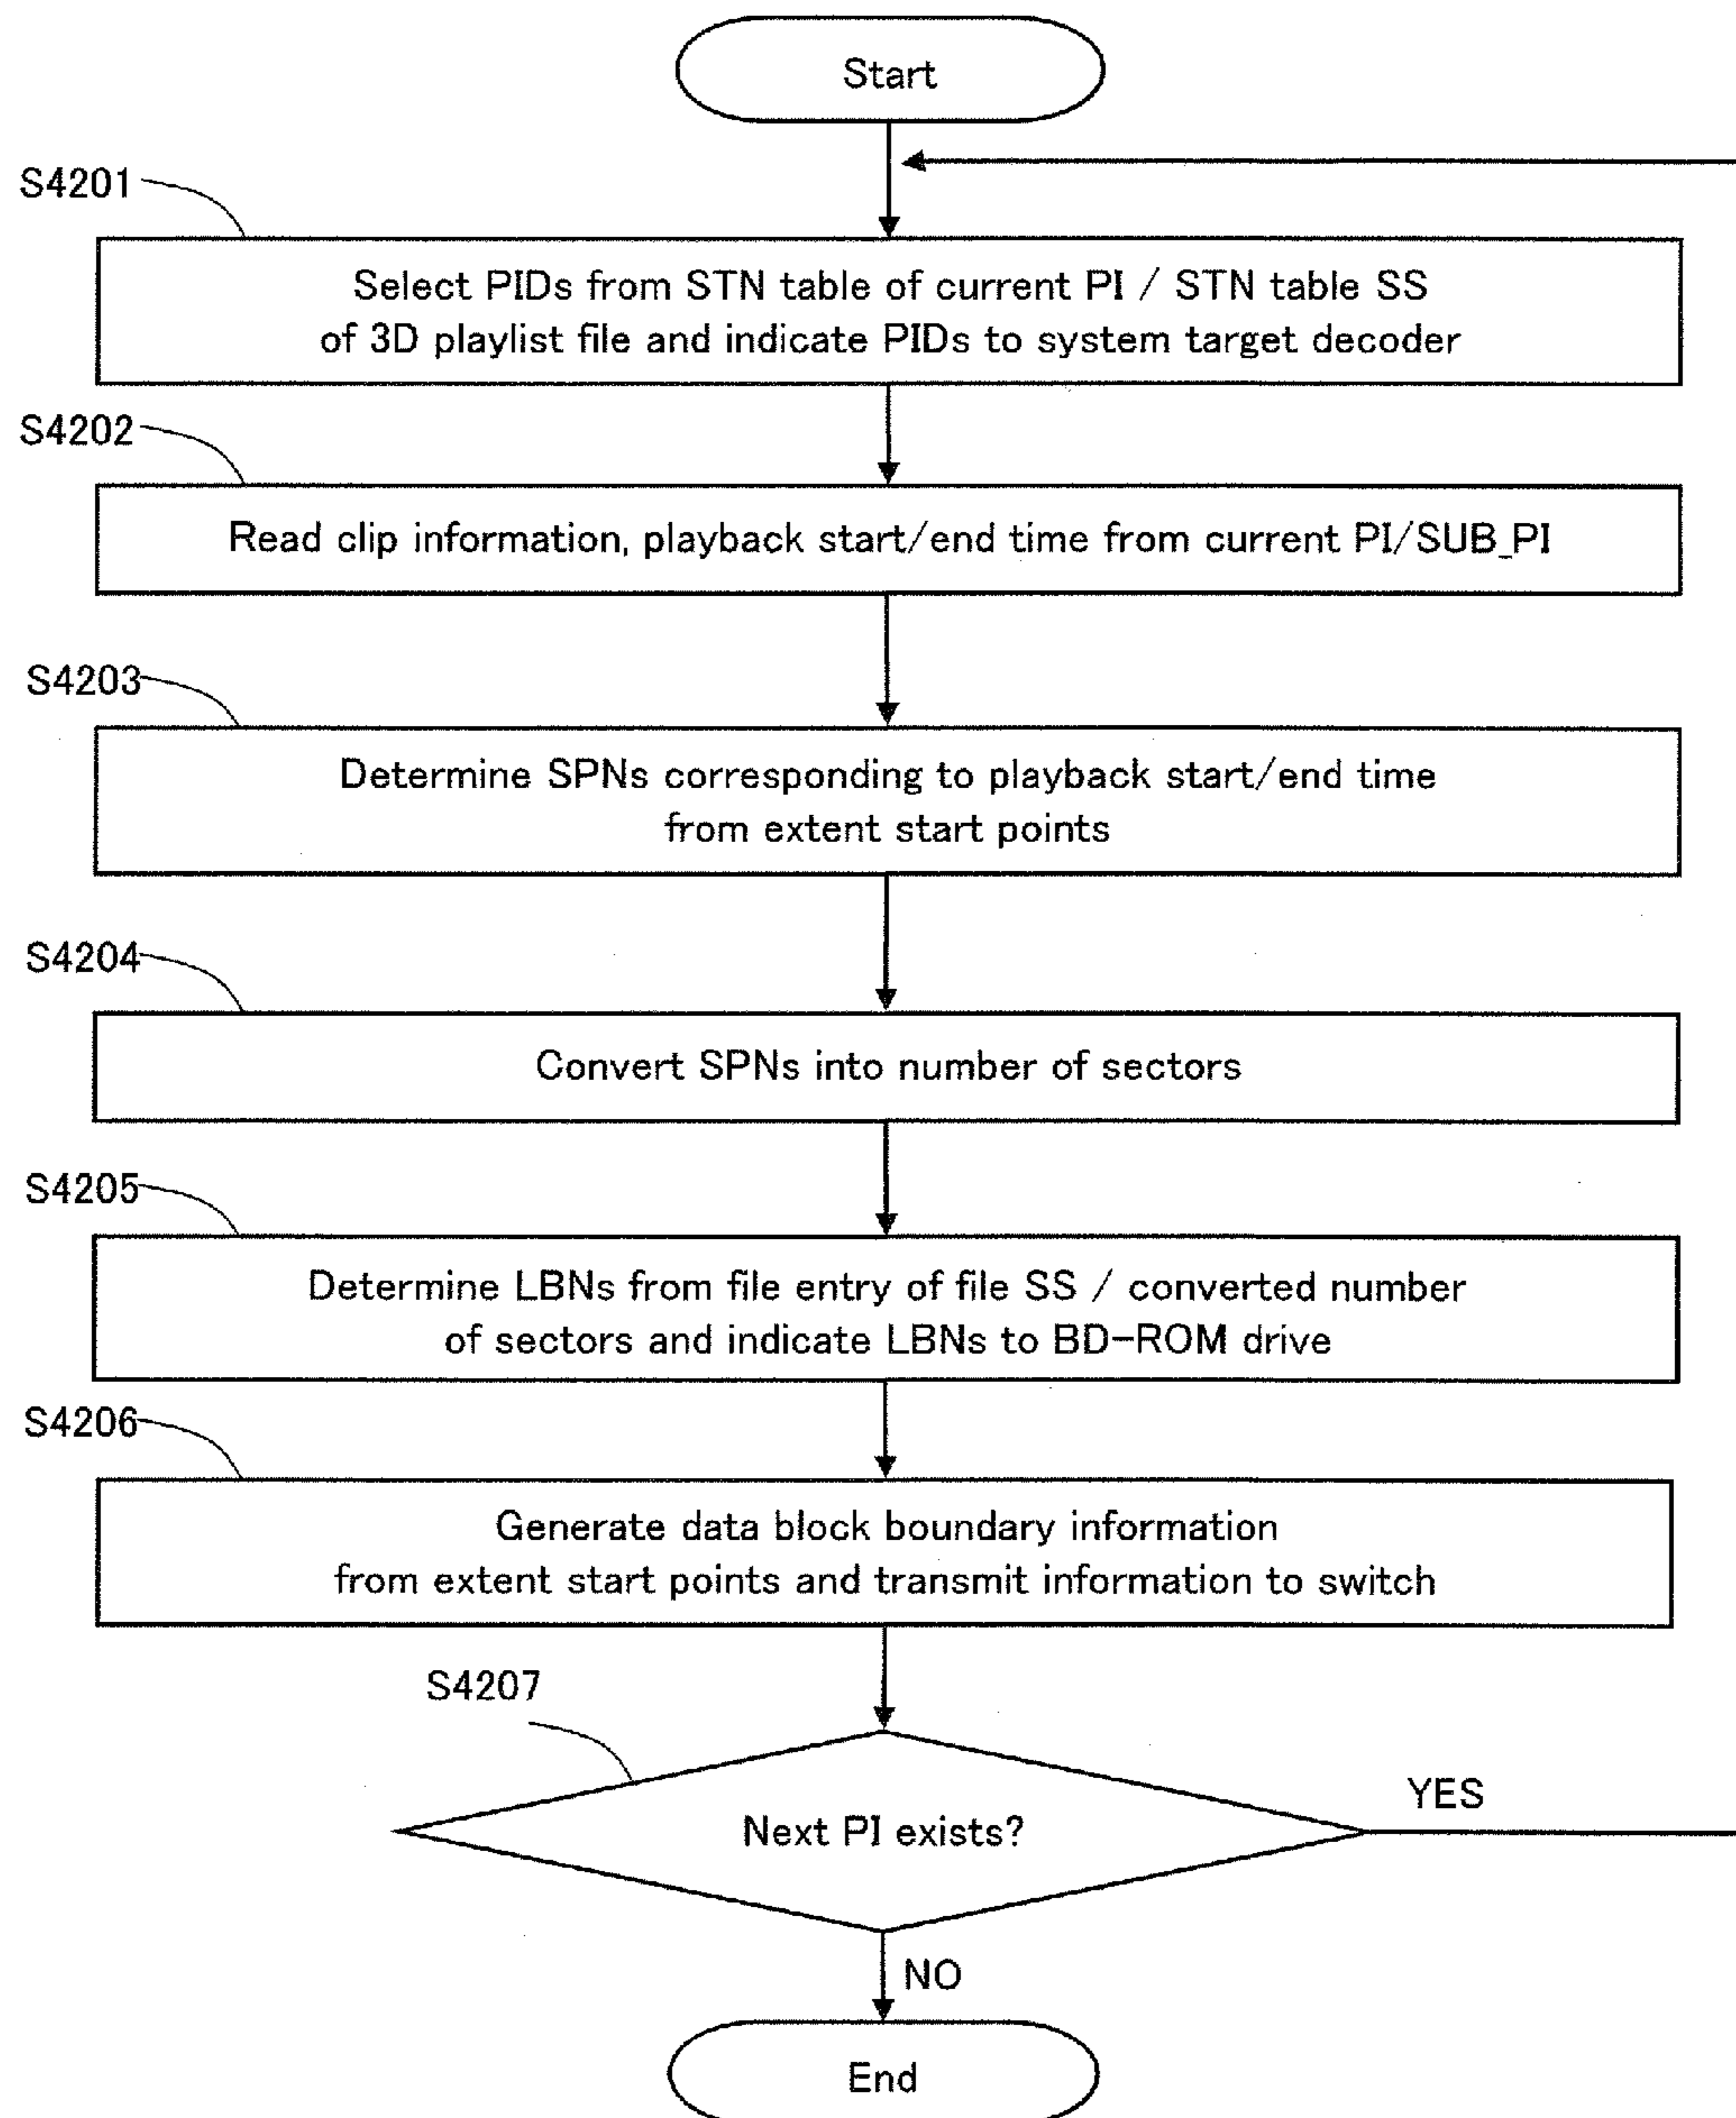 Start
S4201
Select PIDs from STN table of current PI / STN table SS
of 3D playlist file and indicate PIDs to system target decoder
S4202
Read clip information, playback start/end time from current PI/SUB_PI
S4203
Determine SPNs corresponding to playback start/end time
from extent start points
S4204
Convert SPNs into number of sectors
S4205
Determine LBNs from file entry of file SS / converted number
of sectors and indicate LBNs to BD-ROM drive
S4206
Generate data block boundary information
from extent start points and transmit information to switch
S4207
Next PI exists?
YES
NO
End